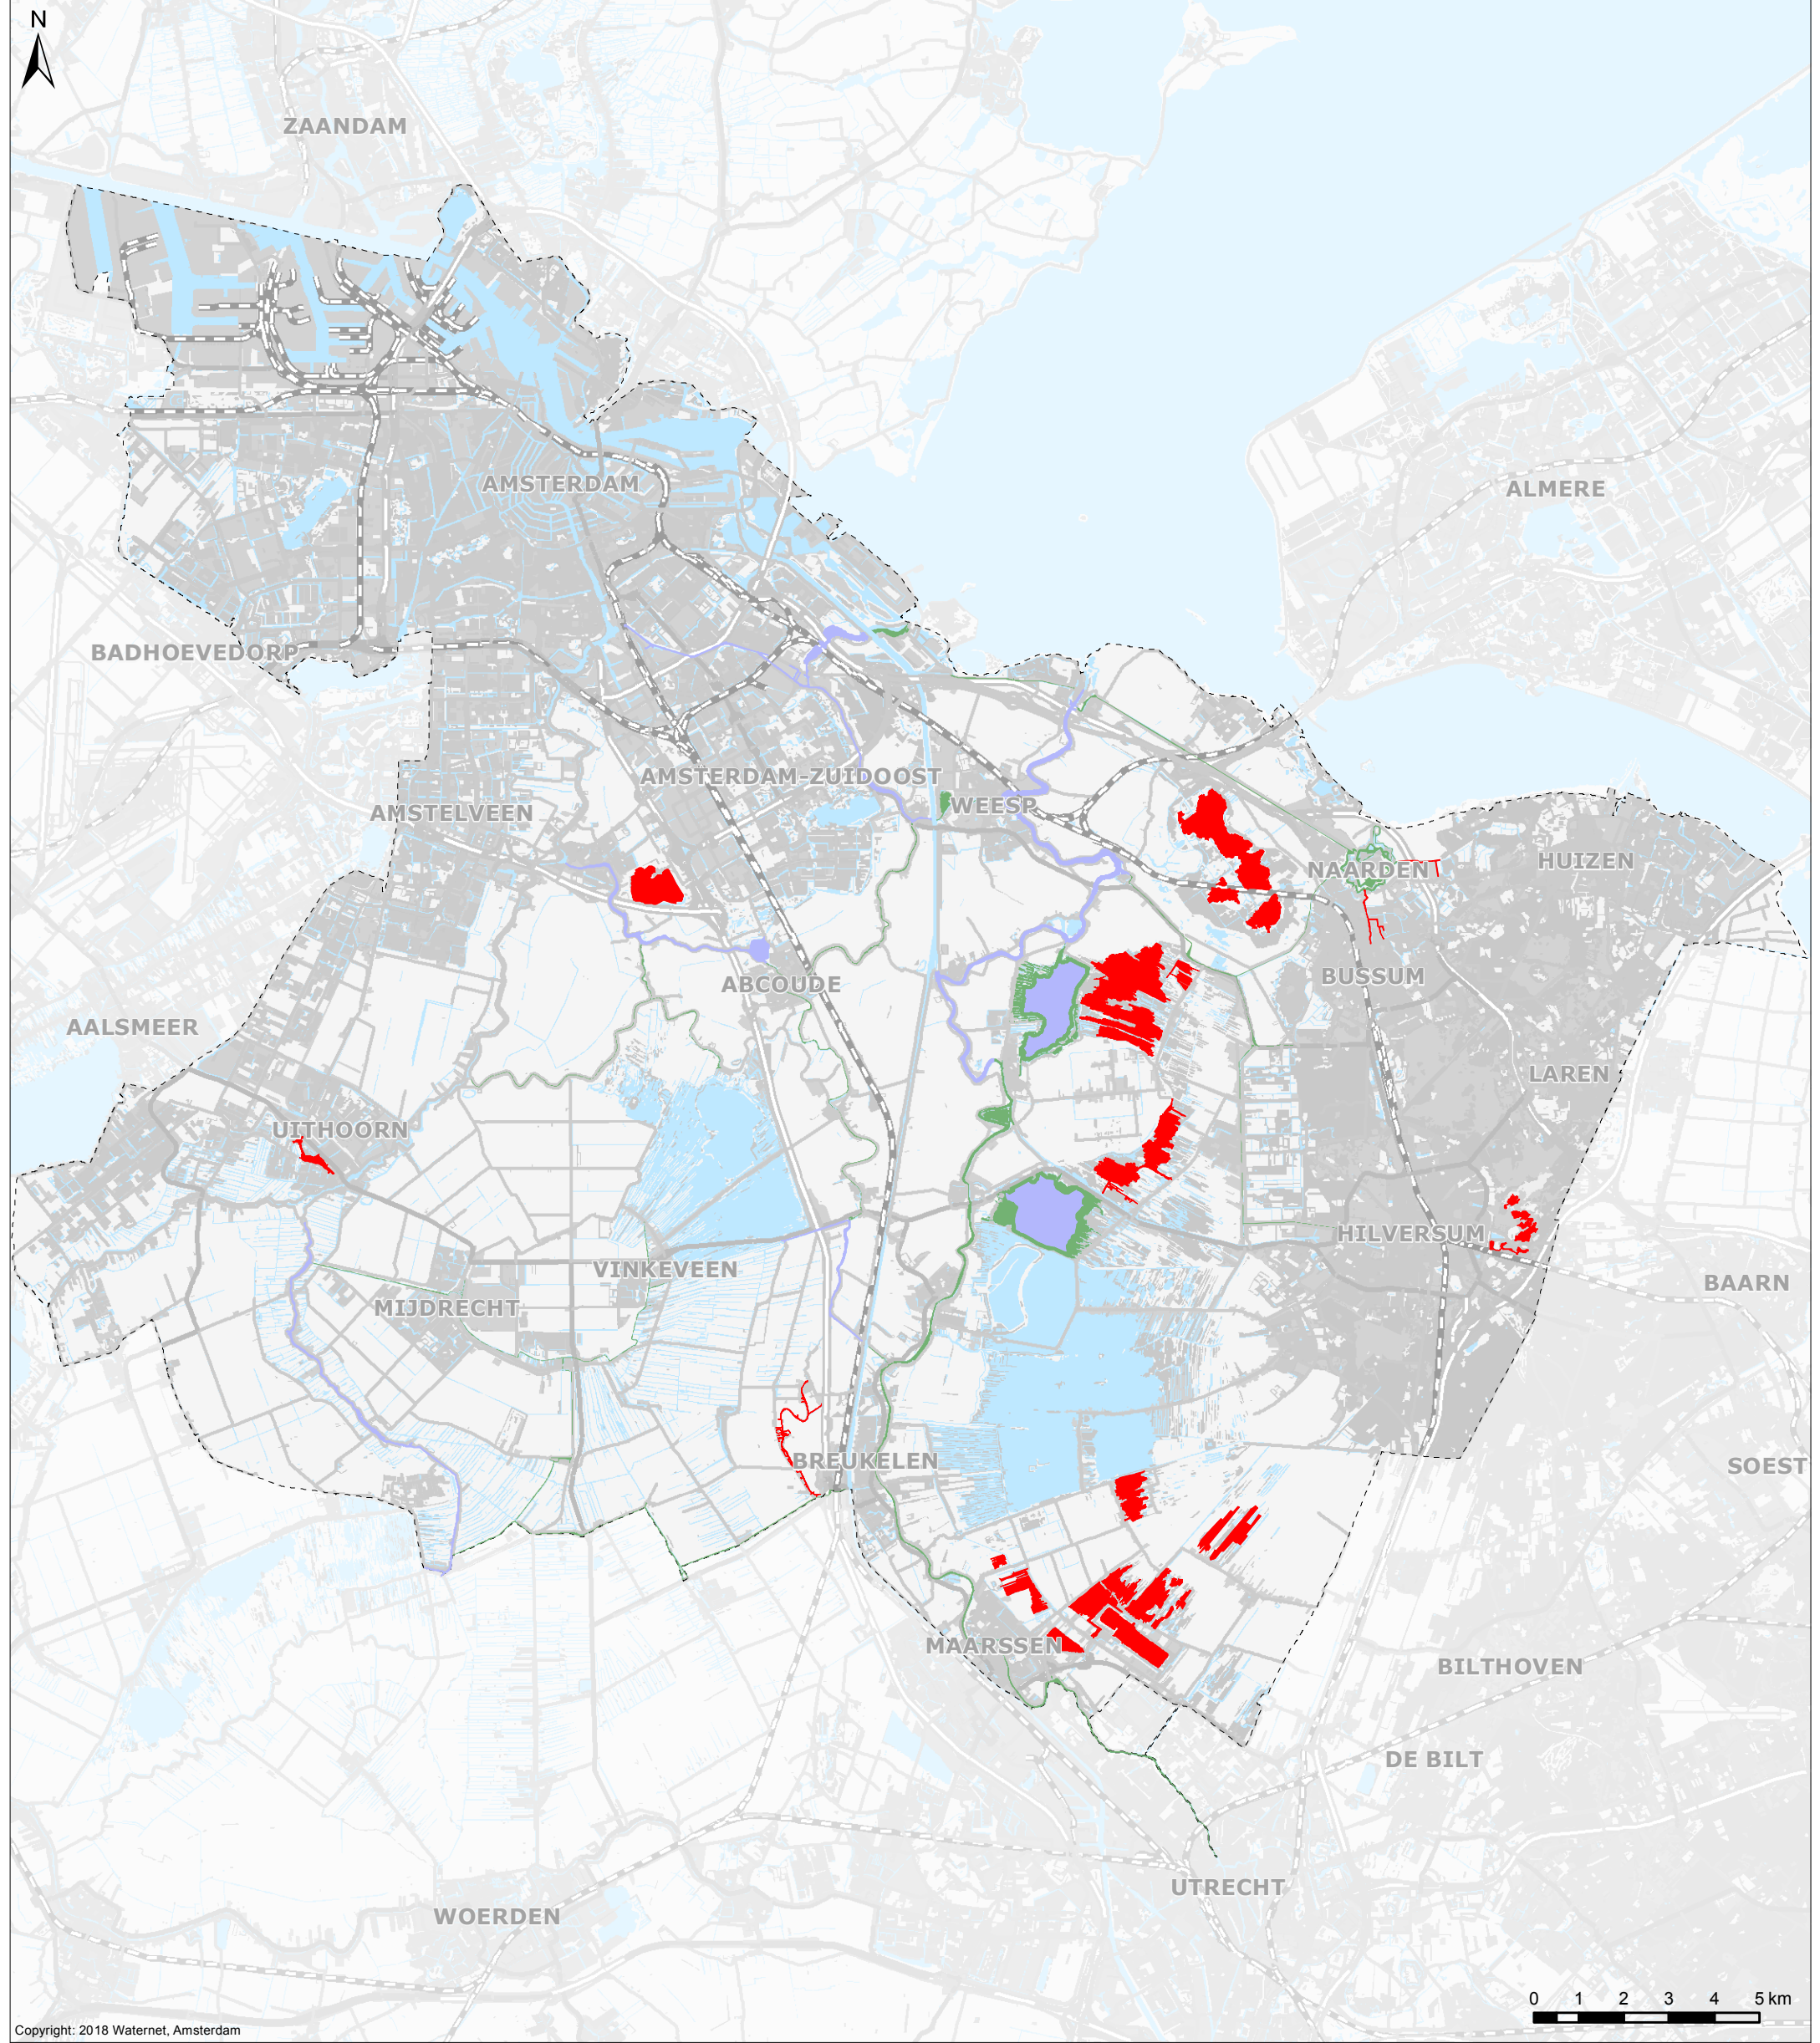 N
ZAANDAM
AMSTERDAM
ALMERE
BADHOEVEDORP
AMSTERDAM-ZUIDOOST
WEESP
AMSTELVEEN
HUIZEN
NAARDEN
BUSSUM
ABCOUDE
AALSMEER
LAREN
UITHOORN
HILVERSUM
VINKEVEEN
BAARN
MIJDRECHT
BREUKELEN
SOEST
MAARSSEN
BILTHOVEN
DE BILT
UTRECHT
WOERDEN
0 1 2 3 4 5 km
Copyright: 2018 Waternet, Amsterdam